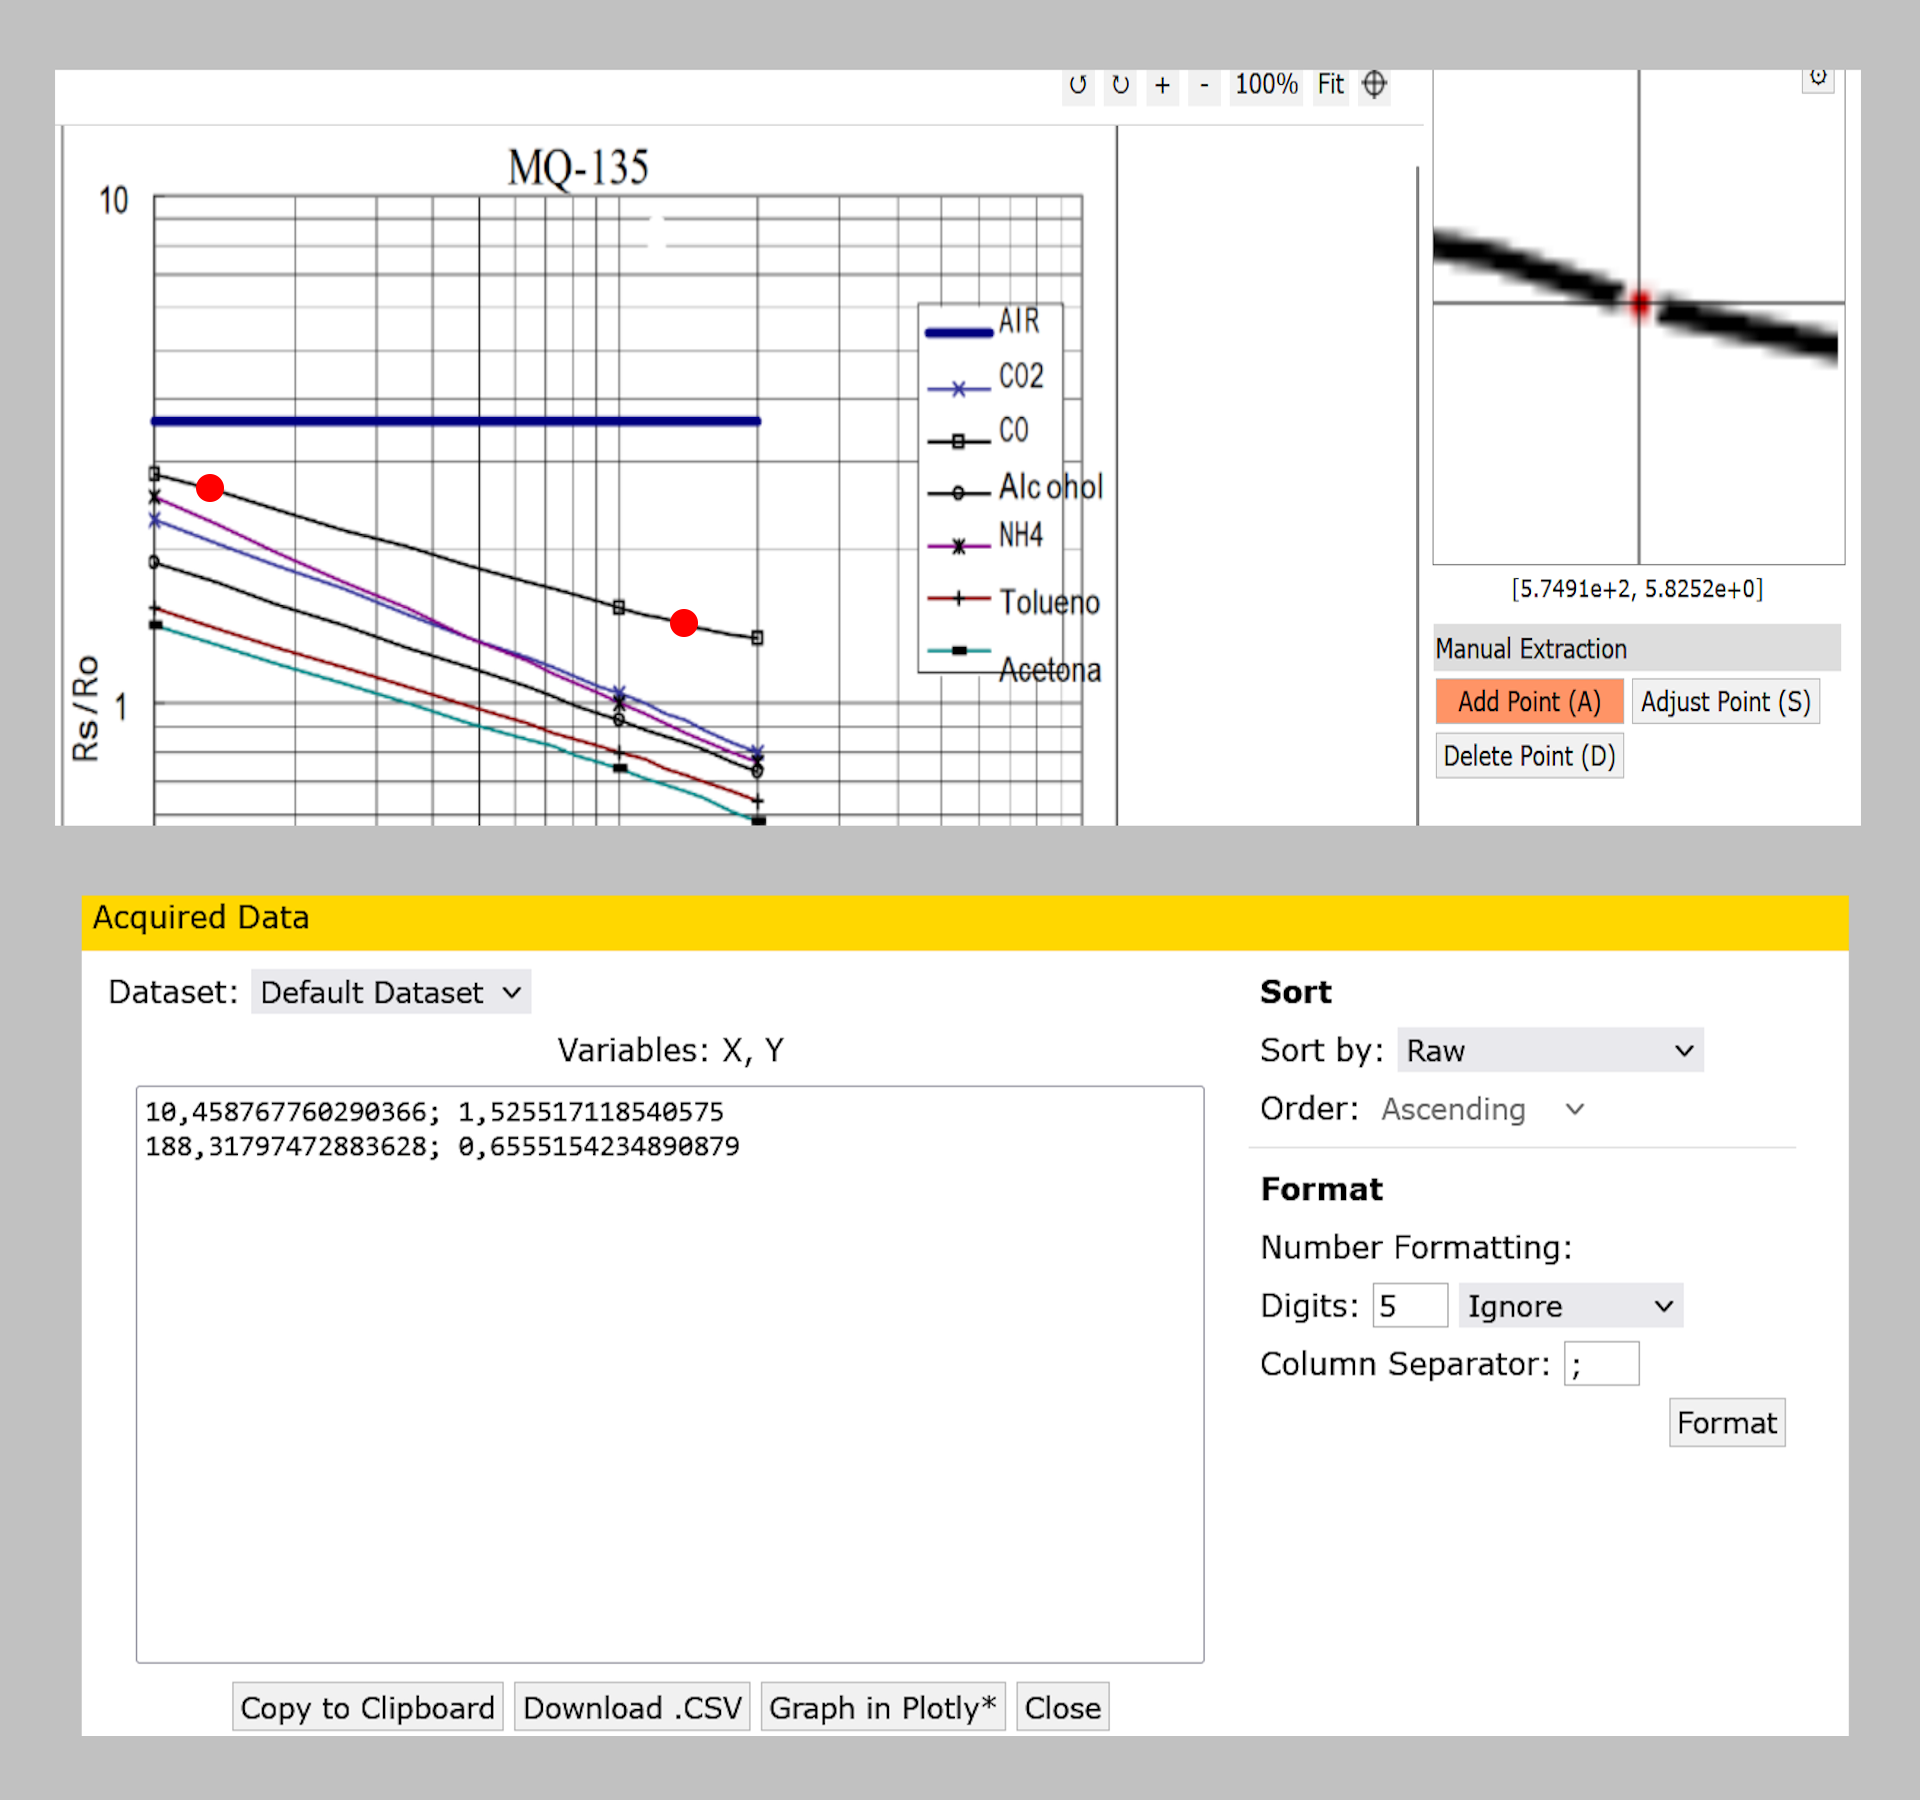 ↺ ↻ + - 100% Fit
MQ-135
10
AIR
CO2
CO
Alcohol
NH4
Tolueno
Acetona
1
Rs/Ro
[5.7491e+2, 5.8252e+0]
Manual Extraction
Add Point (A) Adjust Point (S)
Delete Point (D)
Acquired Data
Dataset: Default Dataset
Variables: X, Y
10,458767760290366; 1,525517118540575
188,31797472883628; 0,6555154234890879
Sort
Sort by: Raw
Order: Ascending
Format
Number Formatting:
Digits: 5 Ignore
Column Separator: ;
Format
Copy to Clipboard Download .CSV Graph in Plotly* Close